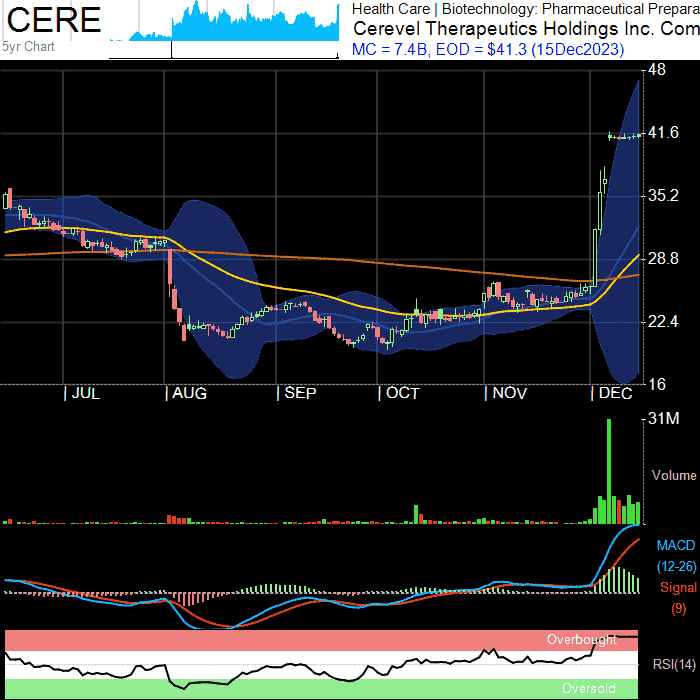 CERE
5yr Chart
Health Care | Biotechnology: Pharmaceutical Prepara
Cerevel Therapeutics Holdings Inc. Com
MC = 7.4B, EOD = $41.3 (15Dec2023)
48
41.6
35.2
28.8
22.4
16
| JUL | AUG | SEP | OCT | NOV | DEC
31M
Volume
MACD
(12-26)
Signal
(9)
Overbought
RSI(14)
Oversold